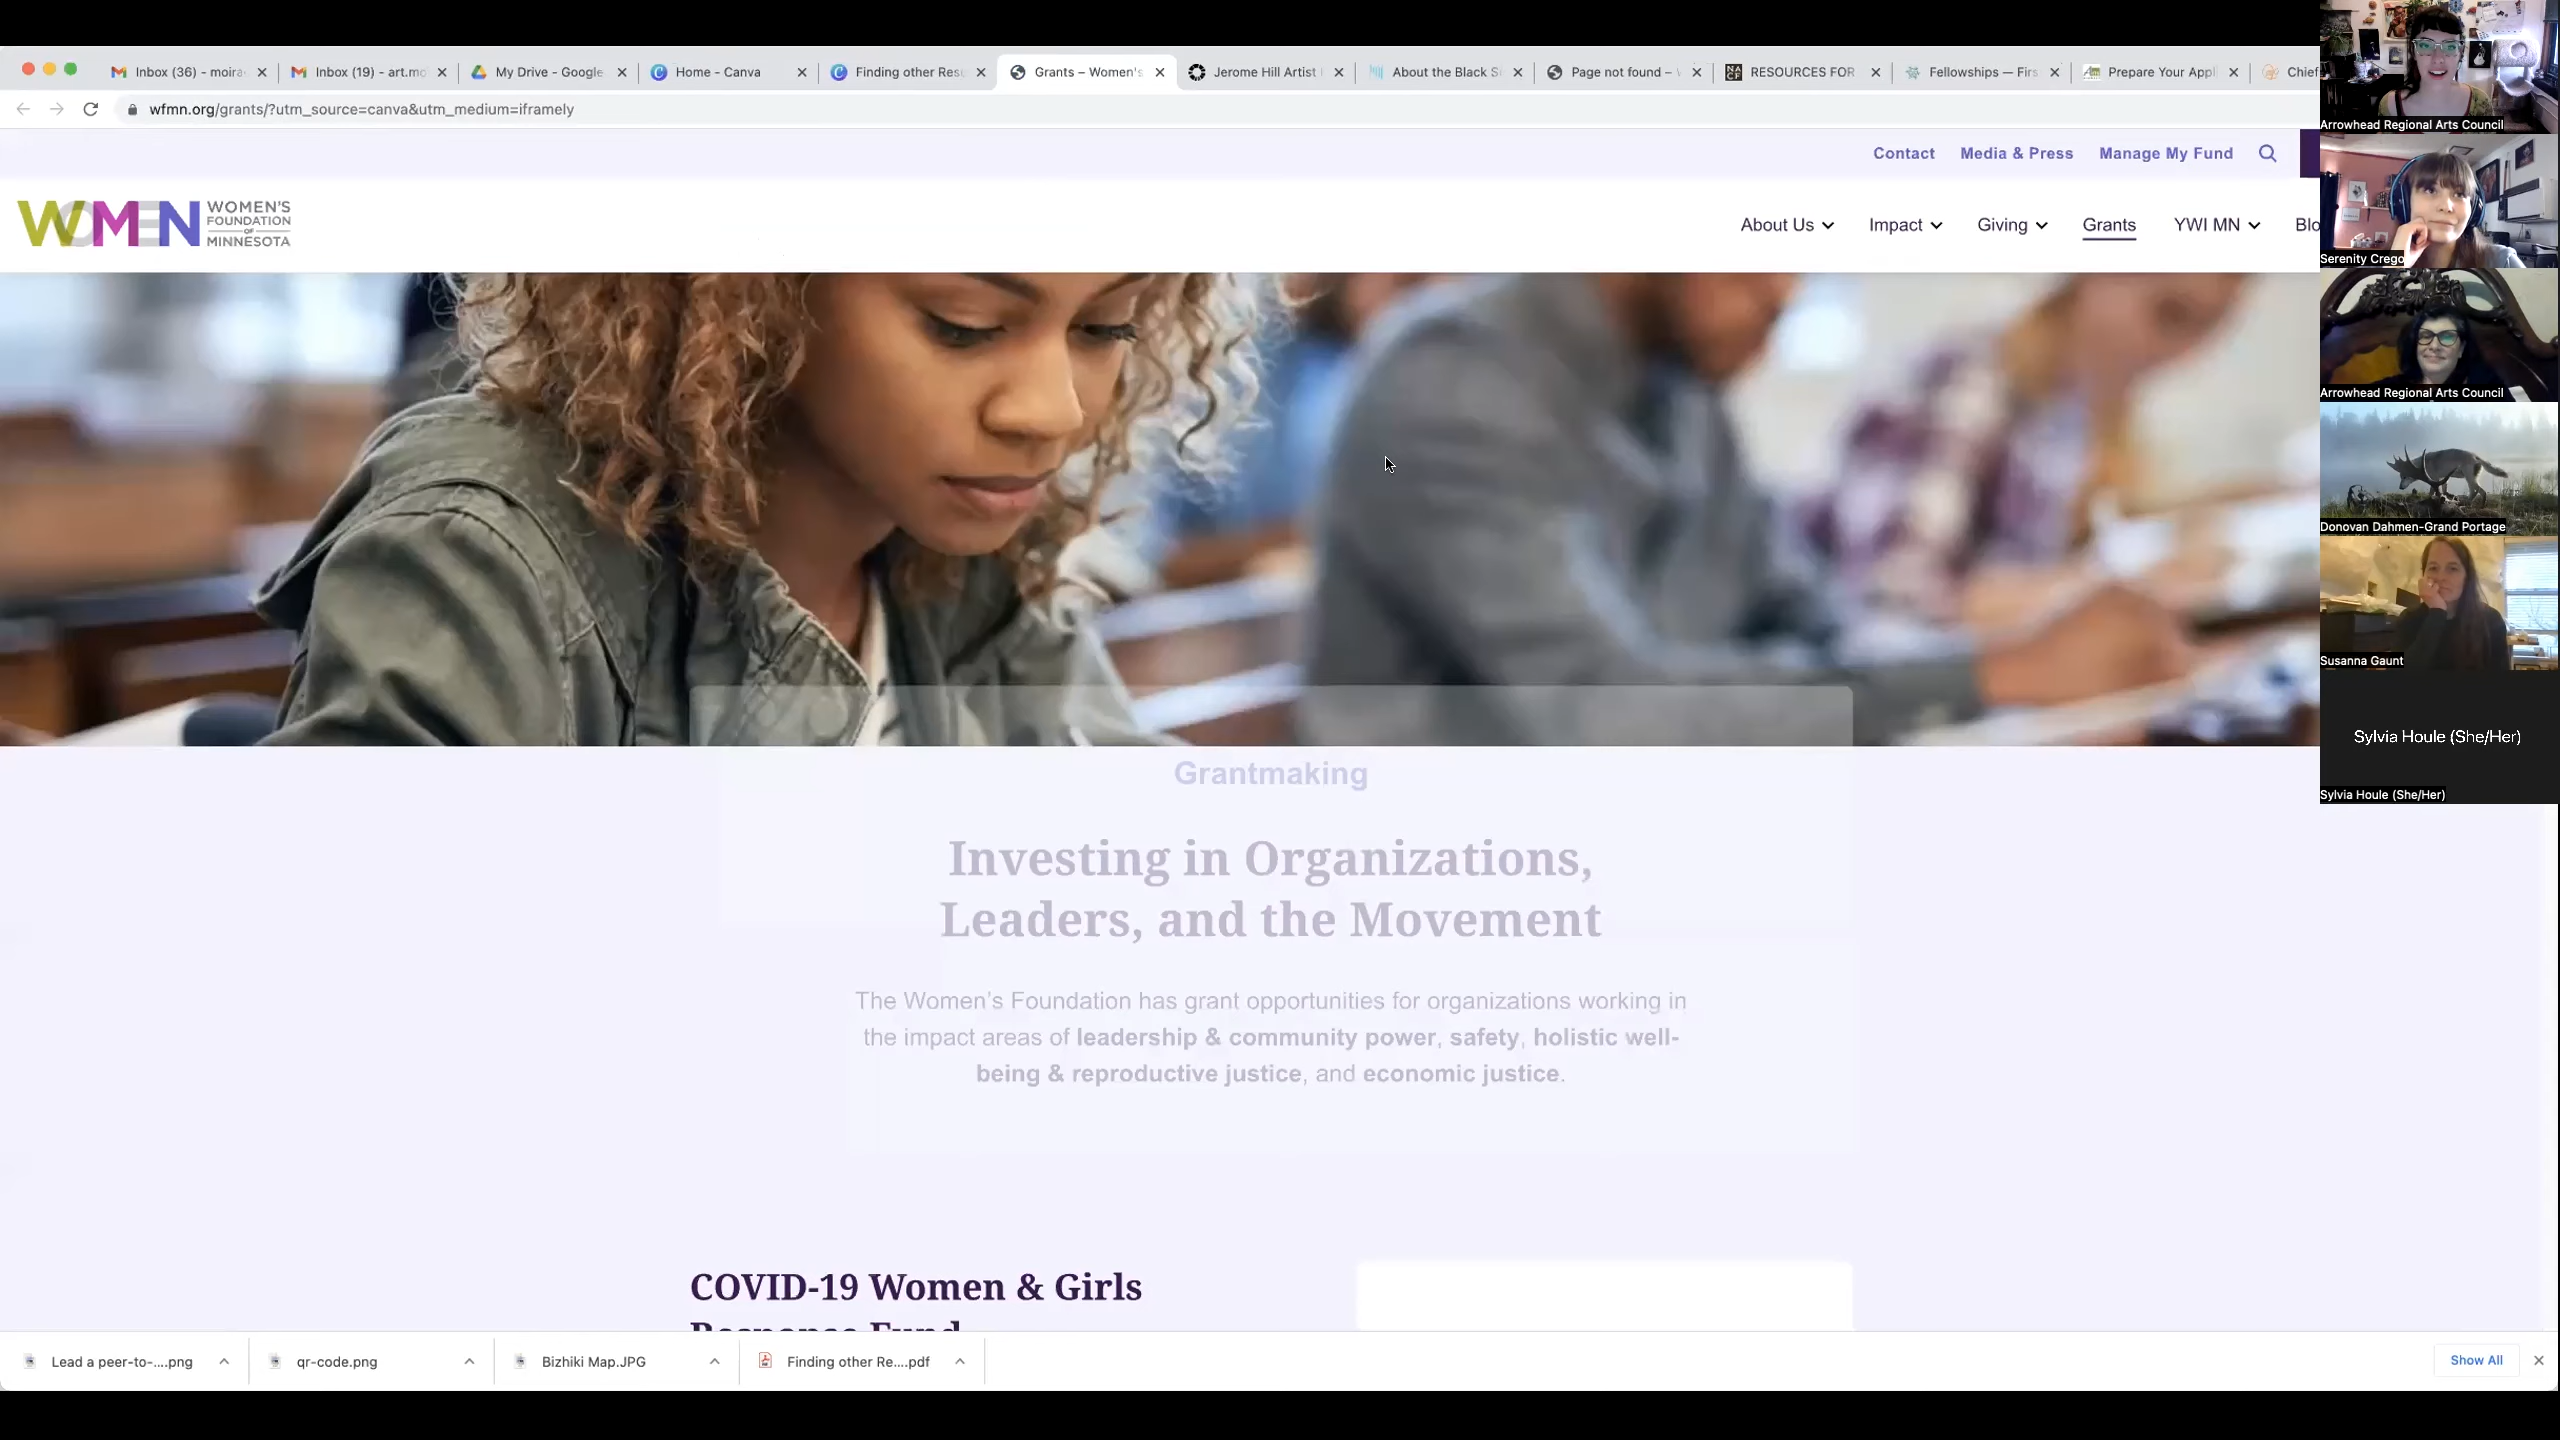 Inbox (36) - moira
Inbox (19) - art.mo
My Drive - Google
Home - Canva
Finding other Res
Grants – Women's
Jerome Hill Artist
About the Black S
Page not found –
RESOURCES FOR
Fellowships — Firs
Prepare Your Appl
Chief
wfmn.org/grants/?utm_source=canva&utm_medium=iframely
Contact
Media & Press
Manage My Fund
WOMEN
WOMEN'S
FOUNDATION
OF
MINNESOTA
About Us
Impact
Giving
Grants
YWI MN
Blo
Grantmaking
Investing in Organizations,
Leaders, and the Movement
The Women's Foundation has grant opportunities for organizations working in
the impact areas of leadership & community power, safety, holistic well-
being & reproductive justice, and economic justice.
COVID-19 Women & Girls
Response Fund
Lead a peer-to-....png
qr-code.png
Bizhiki Map.JPG
Finding other Re....pdf
Show All
Arrowhead Regional Arts Council
Serenity Crego
Arrowhead Regional Arts Council
Donovan Dahmen-Grand Portage
Susanna Gaunt
Sylvia Houle (She/Her)
Sylvia Houle (She/Her)